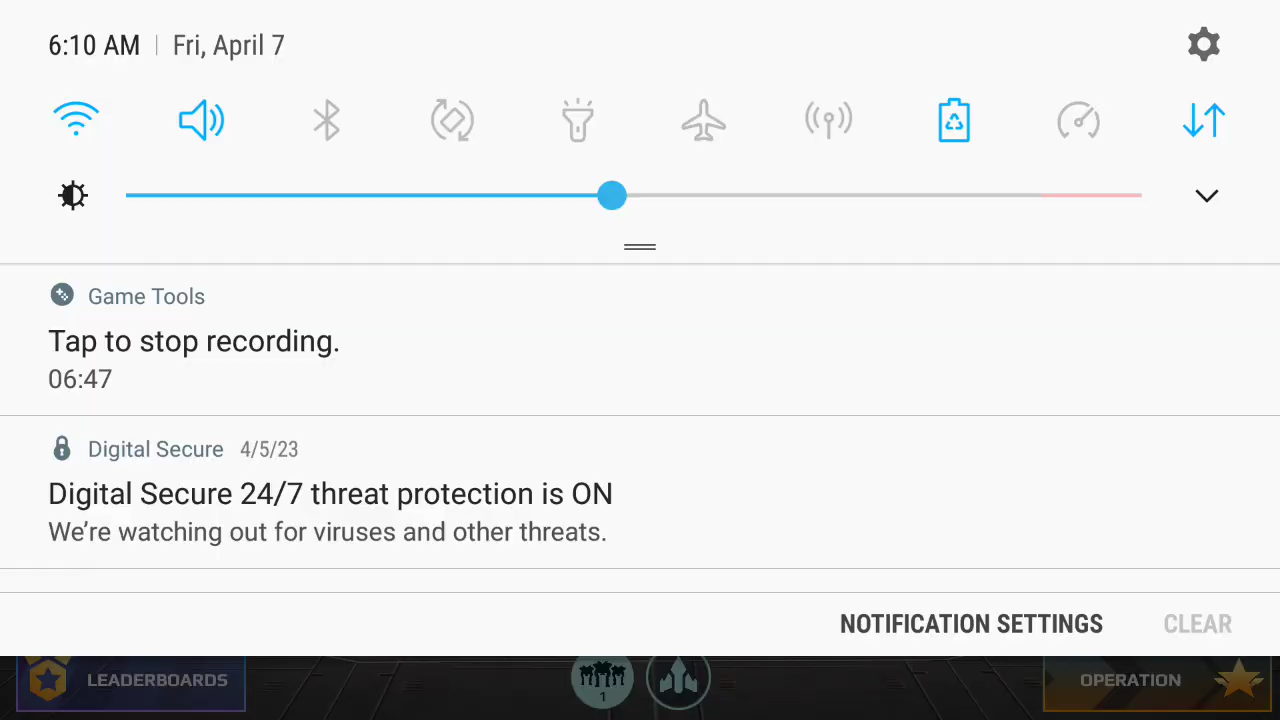 6:10 AM | Fri, April 7
Game Tools
Tap to stop recording.
06:47
Digital Secure 4/5/23
Digital Secure 24/7 threat protection is ON
We’re watching out for viruses and other threats.
NOTIFICATION SETTINGS CLEAR
LEADERBOARDS 1 OPERATION